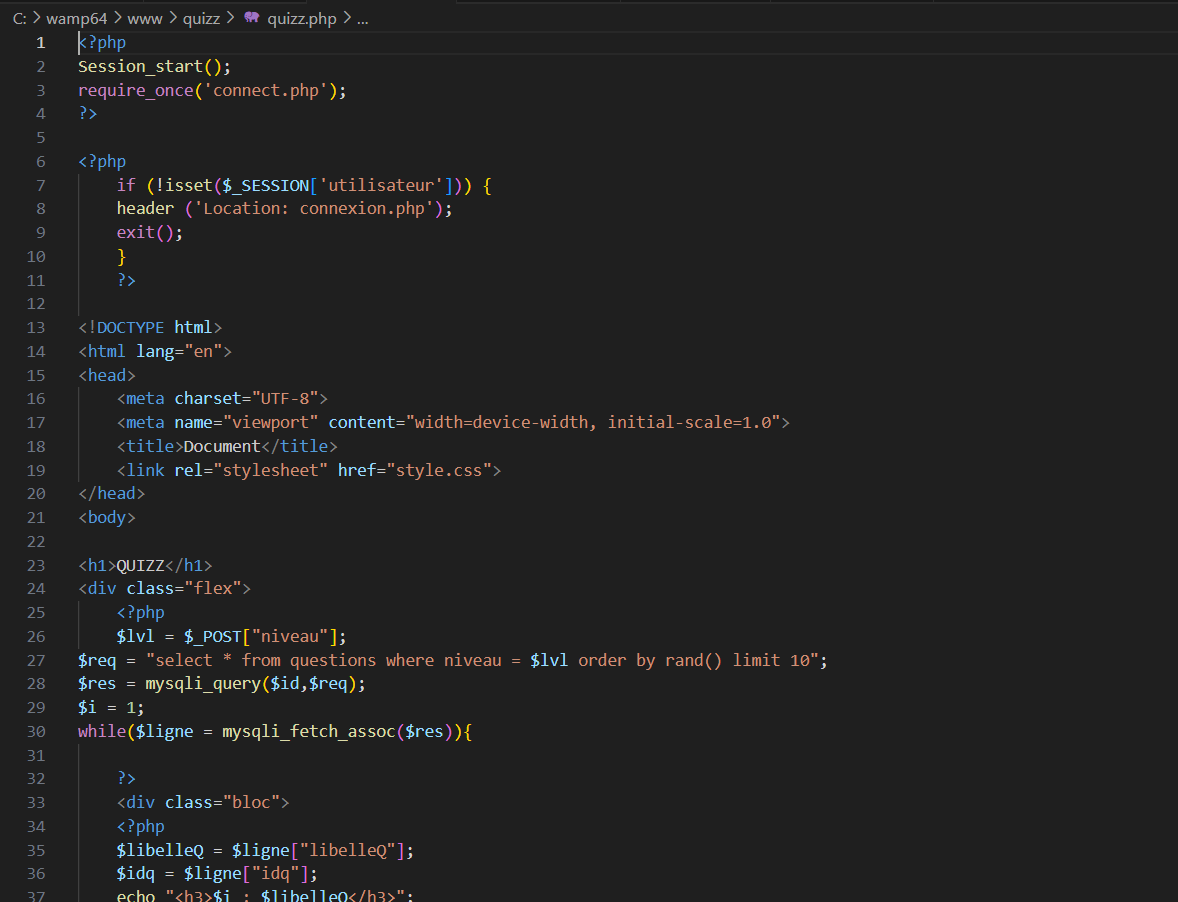 C: > wamp64 > www > quizz > quizz.php > ...
1 <?php
2 Session_start();
3 require_once('connect.php');
4 ?>
5
6 <?php
7     if (!isset($_SESSION['utilisateur'])) {
8     header ('Location: connexion.php');
9     exit();
10     }
11     ?>
12
13 <!DOCTYPE html>
14 <html lang="en">
15 <head>
16     <meta charset="UTF-8">
17     <meta name="viewport" content="width=device-width, initial-scale=1.0">
18     <title>Document</title>
19     <link rel="stylesheet" href="style.css">
20 </head>
21 <body>
22
23 <h1>QUIZZ</h1>
24 <div class="flex">
25     <?php
26     $lvl = $_POST["niveau"];
27 $req = "select * from questions where niveau = $lvl order by rand() limit 10";
28 $res = mysqli_query($id,$req);
29 $i = 1;
30 while($ligne = mysqli_fetch_assoc($res)){
31
32     ?>
33     <div class="bloc">
34     <?php
35     $libelleQ = $ligne["libelleQ"];
36     $idq = $ligne["idq"];
37     echo "<h3>$i : $libelleQ</h3>";